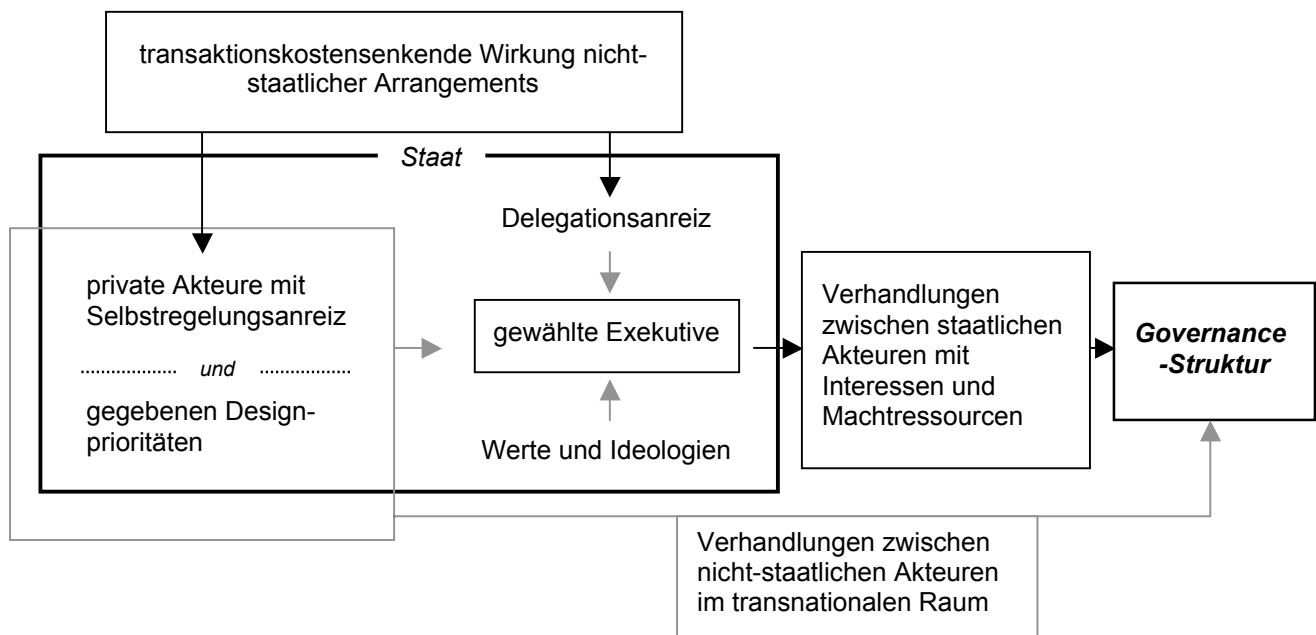 transaktionskostensenkende Wirkung nicht-
staatlicher Arrangements
Staat
Delegationsanreiz
private Akteure mit
Selbstregelungsanreiz
................... und ...................
gegebenen Design-
prioritäten
gewählte Exekutive
Werte und Ideologien
Verhandlungen
zwischen staatlichen
Akteuren mit
Interessen und
Machtressourcen
Governance
-Struktur
Verhandlungen zwischen
nicht-staatlichen Akteuren
im transnationalen Raum